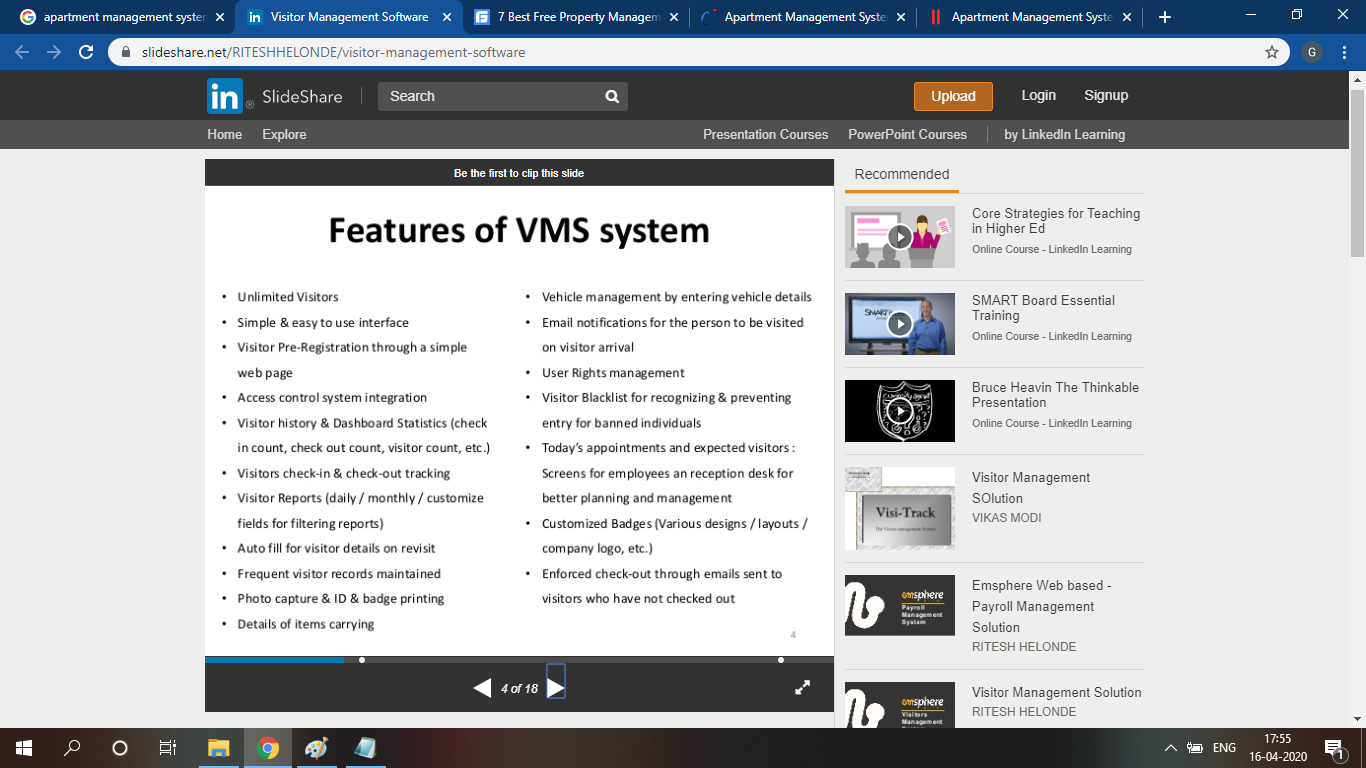 apartment management system
Visitor Management Software
7 Best Free Property Managem
Apartment Management Syste
Apartment Management Syste
slideshare.net/RITESHHELONDE/visitor-management-software
G
in SlideShare
Search
Upload
Login
Signup
Home
Explore
Presentation Courses
PowerPoint Courses
by LinkedIn Learning
Be the first to clip this slide
Features of VMS system
• Unlimited Visitors
• Simple & easy to use interface
• Visitor Pre-Registration through a simple
web page
• Access control system integration
• Visitor history & Dashboard Statistics (check
in count, check out count, visitor count, etc.)
• Visitors check-in & check-out tracking
• Visitor Reports (daily / monthly / customize
fields for filtering reports)
• Auto fill for visitor details on revisit
• Frequent visitor records maintained
• Photo capture & ID & badge printing
• Details of items carrying
• Vehicle management by entering vehicle details
• Email notifications for the person to be visited
on visitor arrival
• User Rights management
• Visitor Blacklist for recognizing & preventing
entry for banned individuals
• Today's appointments and expected visitors :
Screens for employees an reception desk for
better planning and management
• Customized Badges (Various designs / layouts /
company logo, etc.)
• Enforced check-out through emails sent to
visitors who have not checked out
4
4 of 18
Recommended
Core Strategies for Teaching
in Higher Ed
Online Course - LinkedIn Learning
SMART Board Essential
Training
Online Course - LinkedIn Learning
Bruce Heavin The Thinkable
Presentation
Online Course - LinkedIn Learning
Visi-Track
Visitor Management
SOlution
VIKAS MODI
emsphere
Payroll
Management
System
Emsphere Web based -
Payroll Management
Solution
RITESH HELONDE
emsphere
Visitors
Management
Visitor Management Solution
RITESH HELONDE
ENG
17:55
16-04-2020
1